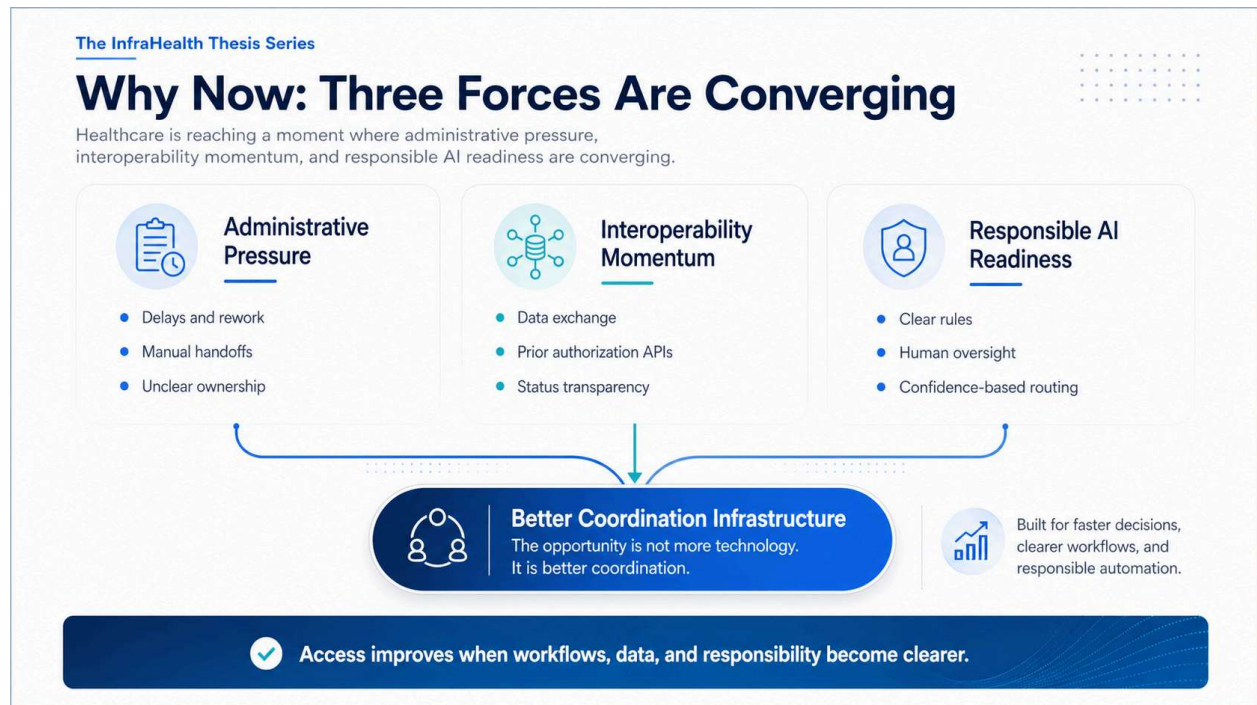 The InfraHealth Thesis Series
Why Now: Three Forces Are Converging
Healthcare is reaching a moment where administrative pressure,
interoperability momentum, and responsible AI readiness are converging.
Administrative
Pressure
Delays and rework
Manual handoffs
Unclear ownership
Interoperability
Momentum
Data exchange
Prior authorization APIs
Status transparency
Responsible AI
Readiness
Clear rules
Human oversight
Confidence-based routing
Better Coordination Infrastructure
The opportunity is not more technology.
It is better coordination.
Built for faster decisions,
clearer workflows, and
responsible automation.
Access improves when workflows, data, and responsibility become clearer.